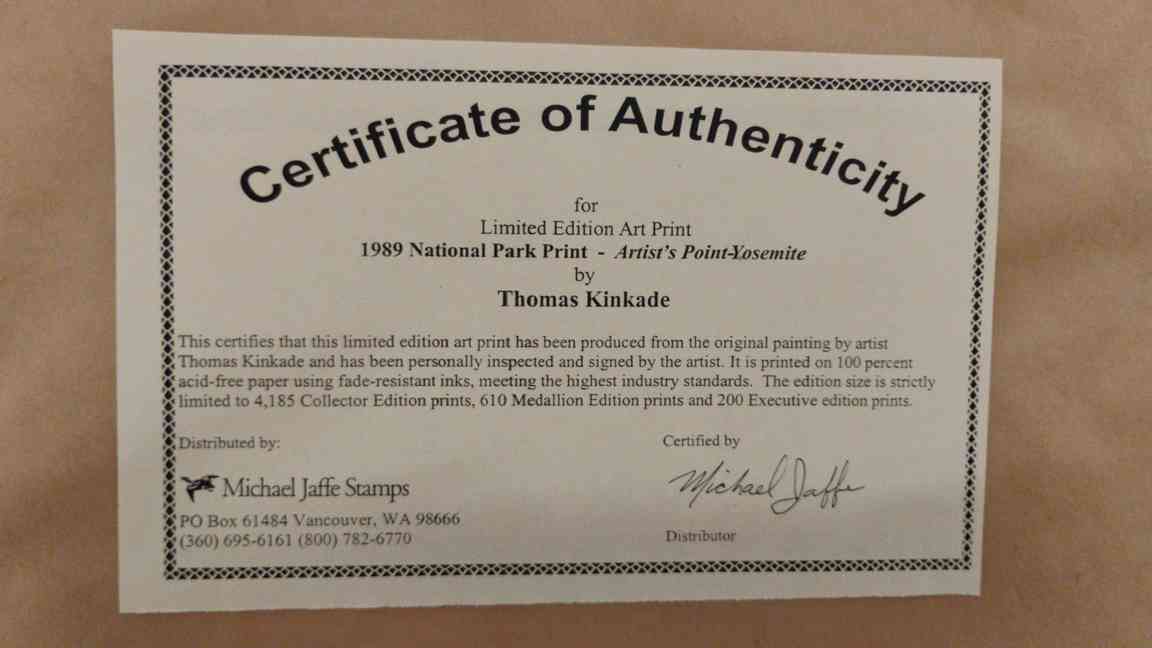 Certificate of Authenticity
for
Limited Edition Art Print
1989 National Park Print - Artist's Point-Yosemite
by
Thomas Kinkade
This certifies that this limited edition art print has been produced from the original painting by artist
Thomas Kinkade and has been personally inspected and signed by the artist. It is printed on 100 percent
acid-free paper using fade-resistant inks, meeting the highest industry standards. The edition size is strictly
limited to 4,185 Collector Edition prints, 610 Medallion Edition prints and 200 Executive edition prints.
Distributed by:
Michael Jaffe Stamps
PO Box 61484 Vancouver, WA 98666
(360) 695-6161 (800) 782-6770
Certified by
Michael Jaffe
Distributor